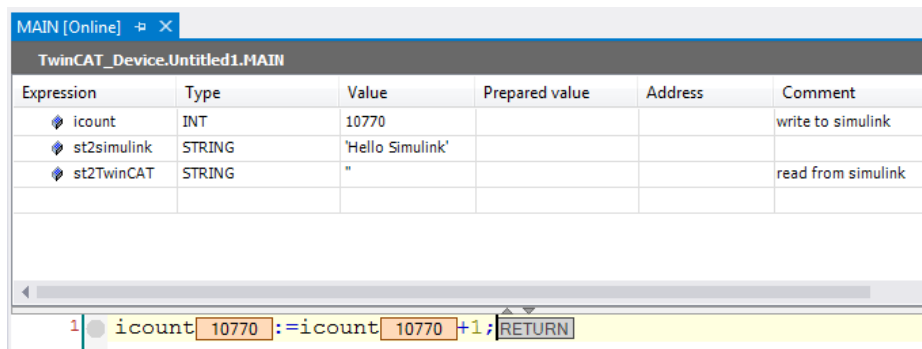 MAIN [Online]
TwinCAT_Device.Untitled1.MAIN
Expression Type Value Prepared value Address Comment
icount INT 10770 write to simulink
st2simulink STRING 'Hello Simulink'
st2TwinCAT STRING '' read from simulink
1 icount 10770 :=icount 10770 +1;RETURN